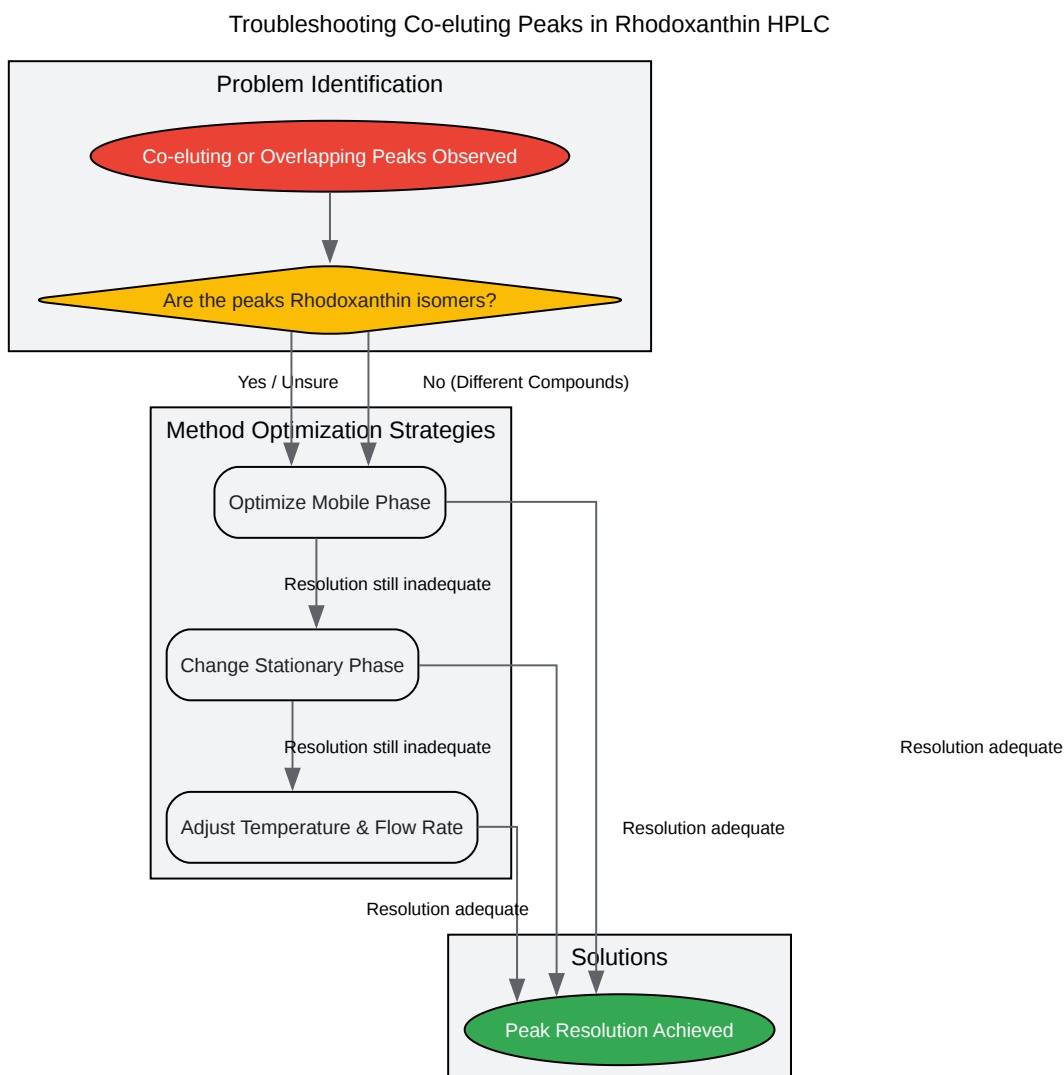 Troubleshooting Co-eluting Peaks in Rhodoxanthin HPLC
Problem Identification
Co-eluting or Overlapping Peaks Observed
Are the peaks Rhodoxanthin isomers?
Yes / Unsure
No (Different Compounds)
Method Optimization Strategies
Optimize Mobile Phase
Resolution still inadequate
Change Stationary Phase
Resolution still inadequate
Resolution adequate
Adjust Temperature & Flow Rate
Resolution adequate
Resolution adequate
Solutions
Peak Resolution Achieved